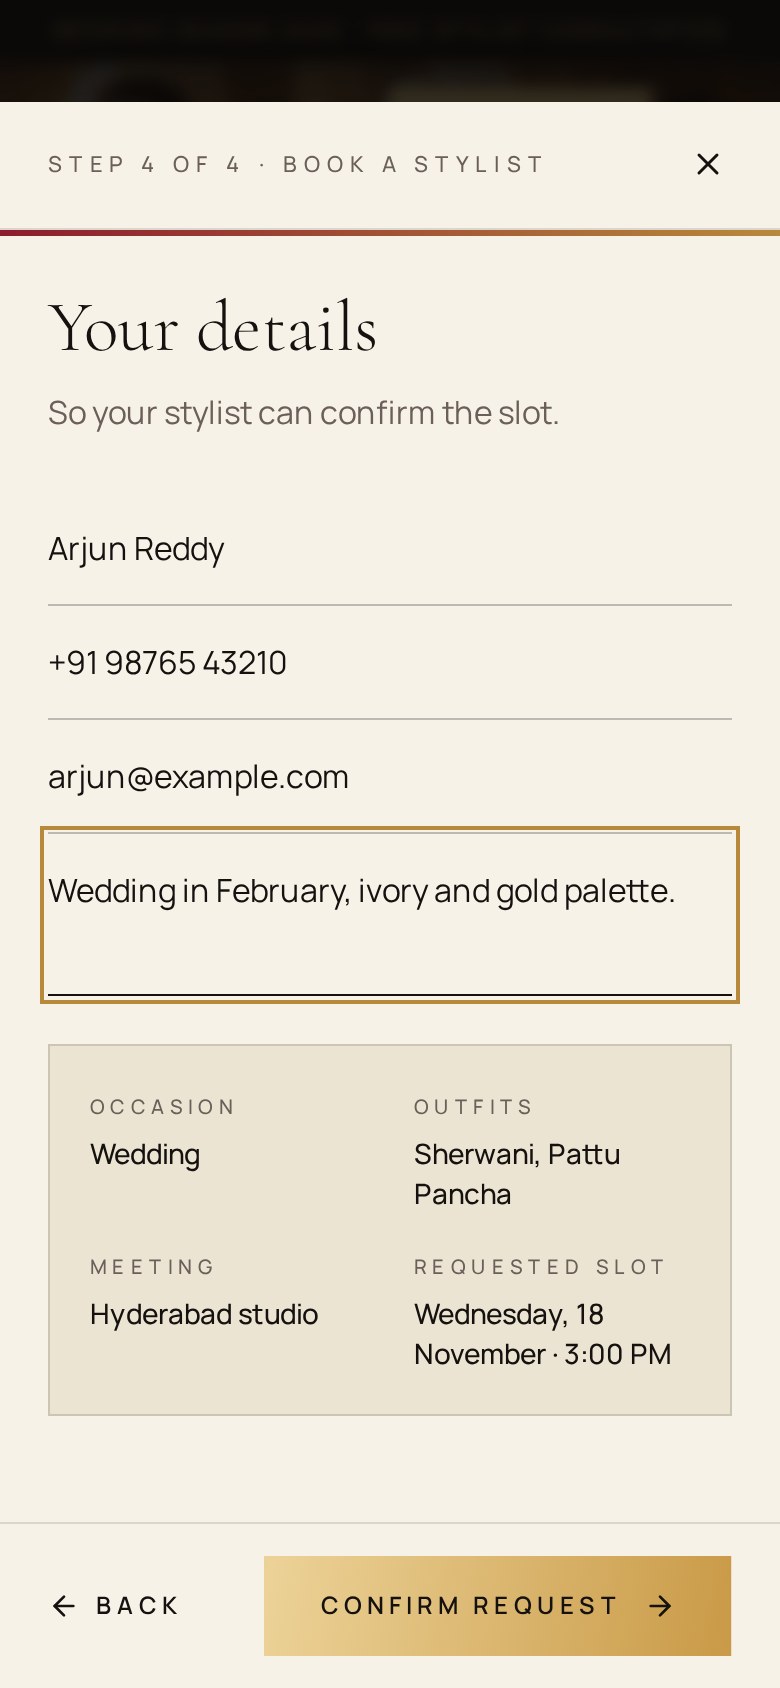 STEP 4 OF 4 · BOOK A STYLIST
Your details
So your stylist can confirm the slot.
Arjun Reddy
+91 98765 43210
arjun@example.com
Wedding in February, ivory and gold palette.
OCCASION
Wedding
OUTFITS
Sherwani, Pattu
Pancha
MEETING
Hyderabad studio
REQUESTED SLOT
Wednesday, 18
November · 3:00 PM
BACK
CONFIRM REQUEST